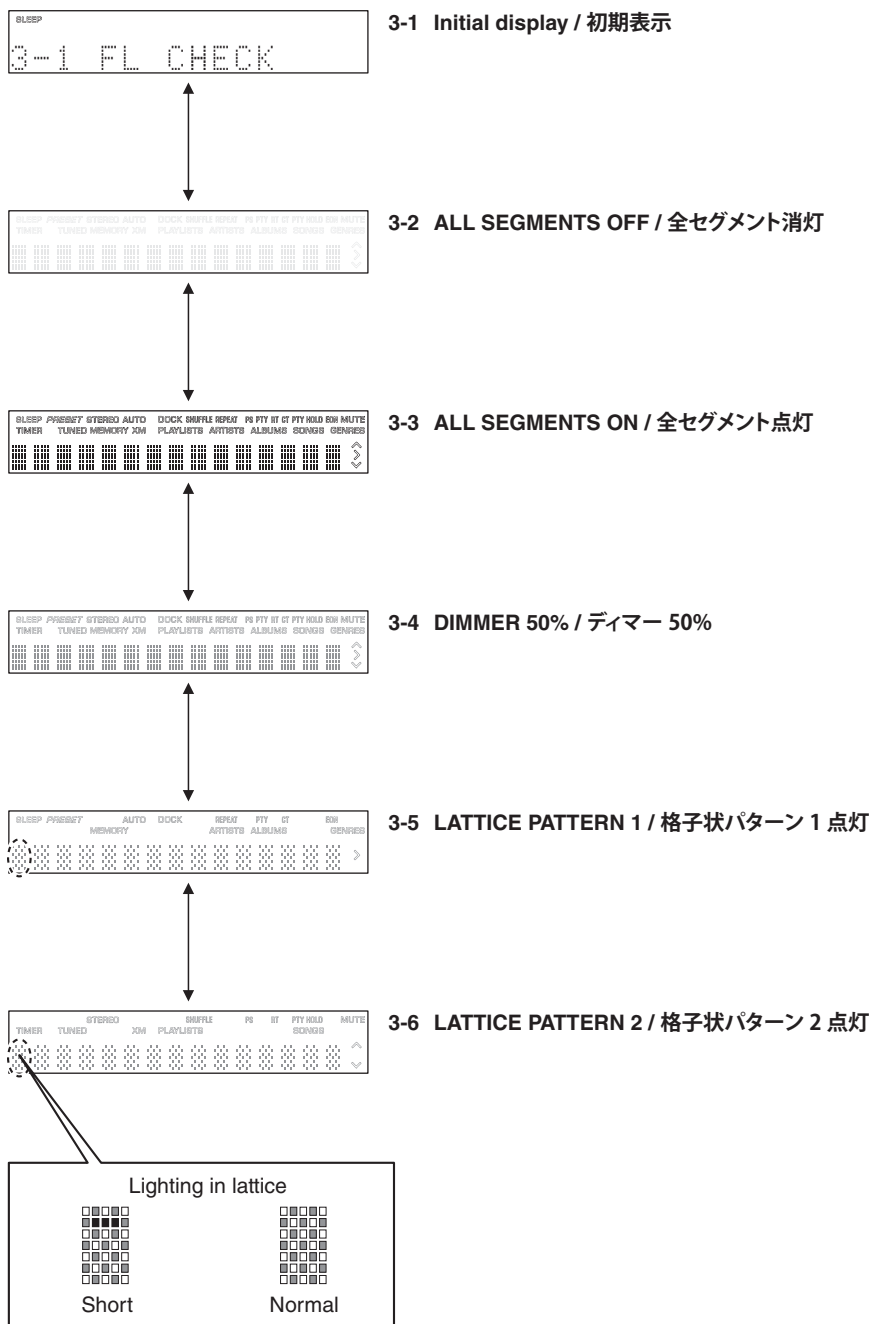 SLEEP
3-1 FL CHECK
3-1 Initial display / 初期表示
SLEEP PRESET STEREO AUTO DOCK SHUFFLE REPEAT PS PTY RT CT PTY HOLD EON MUTE
TIMER TUNED MEMORY XM PLAYLISTS ARTISTS ALBUMS SONGS GENRES
3-2 ALL SEGMENTS OFF / 全セグメント消灯
SLEEP PRESET STEREO AUTO DOCK SHUFFLE REPEAT PS PTY RT CT PTY HOLD EON MUTE
TIMER TUNED MEMORY XM PLAYLISTS ARTISTS ALBUMS SONGS GENRES
3-3 ALL SEGMENTS ON / 全セグメント点灯
SLEEP PRESET STEREO AUTO DOCK SHUFFLE REPEAT PS PTY RT CT PTY HOLD EON MUTE
TIMER TUNED MEMORY XM PLAYLISTS ARTISTS ALBUMS SONGS GENRES
3-4 DIMMER 50% / ディマー 50%
SLEEP PRESET AUTO DOCK REPEAT PTY CT EON
MEMORY ARTISTS ALBUMS GENRES
3-5 LATTICE PATTERN 1 / 格子状パターン 1 点灯
STEREO SHUFFLE PS RT PTY HOLD MUTE
TIMER TUNED XM PLAYLISTS SONGS
3-6 LATTICE PATTERN 2 / 格子状パターン 2 点灯
Lighting in lattice
Short Normal